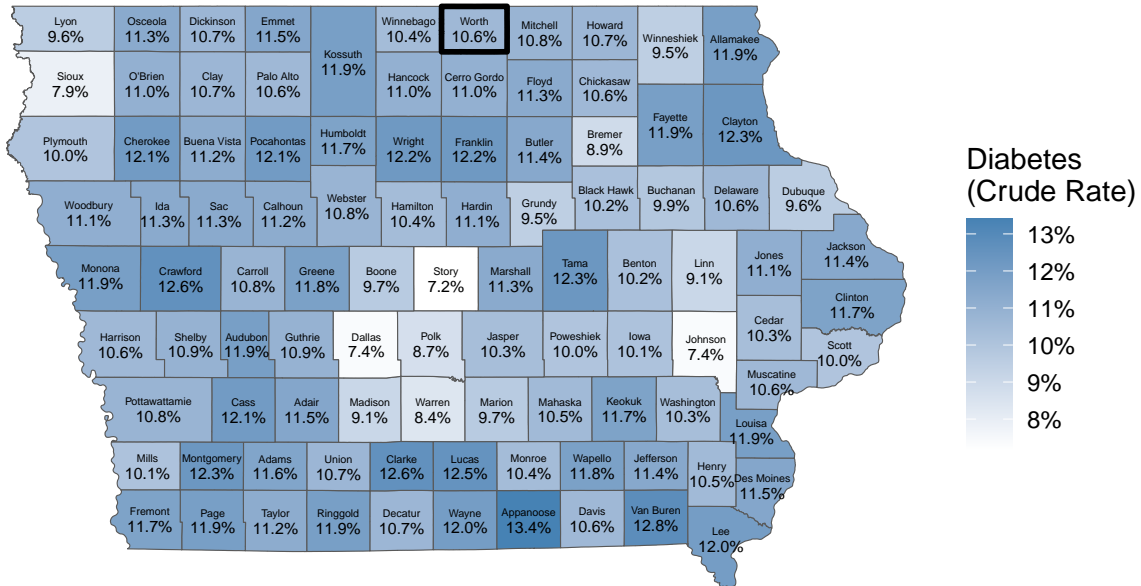 Lyon
9.6%
Osceola
11.3%
Dickinson
10.7%
Emmet
11.5%
Kossuth
11.9%
Winnebago
10.4%
Worth
10.6%
Mitchell
10.8%
Howard
10.7%
Winneshiek
9.5%
Allamakee
11.9%
Sioux
7.9%
O'Brien
11.0%
Clay
10.7%
Palo Alto
10.6%
Hancock
11.0%
Cerro Gordo
11.0%
Floyd
11.3%
Chickasaw
10.6%
Fayette
11.9%
Clayton
12.3%
Plymouth
10.0%
Cherokee
12.1%
Buena Vista
11.2%
Pocahontas
12.1%
Humboldt
11.7%
Wright
12.2%
Franklin
12.2%
Butler
11.4%
Bremer
8.9%
Woodbury
11.1%
Ida
11.3%
Sac
11.3%
Calhoun
11.2%
Webster
10.8%
Hamilton
10.4%
Hardin
11.1%
Grundy
9.5%
Black Hawk
10.2%
Buchanan
9.9%
Delaware
10.6%
Dubuque
9.6%
Monona
11.9%
Crawford
12.6%
Carroll
10.8%
Greene
11.8%
Boone
9.7%
Story
7.2%
Marshall
11.3%
Tama
12.3%
Benton
10.2%
Linn
9.1%
Jones
11.1%
Jackson
11.4%
Clinton
11.7%
Harrison
10.6%
Shelby
10.9%
Audubon
11.9%
Guthrie
10.9%
Dallas
7.4%
Polk
8.7%
Jasper
10.3%
Poweshiek
10.0%
Iowa
10.1%
Johnson
7.4%
Cedar
10.3%
Scott
10.0%
Muscatine
10.6%
Pottawattamie
10.8%
Cass
12.1%
Adair
11.5%
Madison
9.1%
Warren
8.4%
Marion
9.7%
Mahaska
10.5%
Keokuk
11.7%
Washington
10.3%
Louisa
11.9%
Mills
10.1%
Montgomery
12.3%
Adams
11.6%
Union
10.7%
Clarke
12.6%
Lucas
12.5%
Monroe
10.4%
Wapello
11.8%
Jefferson
11.4%
Henry
10.5%
Des Moines
11.5%
Fremont
11.7%
Page
11.9%
Taylor
11.2%
Ringgold
11.9%
Decatur
10.7%
Wayne
12.0%
Appanoose
13.4%
Davis
10.6%
Van Buren
12.8%
Lee
12.0%
Diabetes
(Crude Rate)
13%
12%
11%
10%
9%
8%